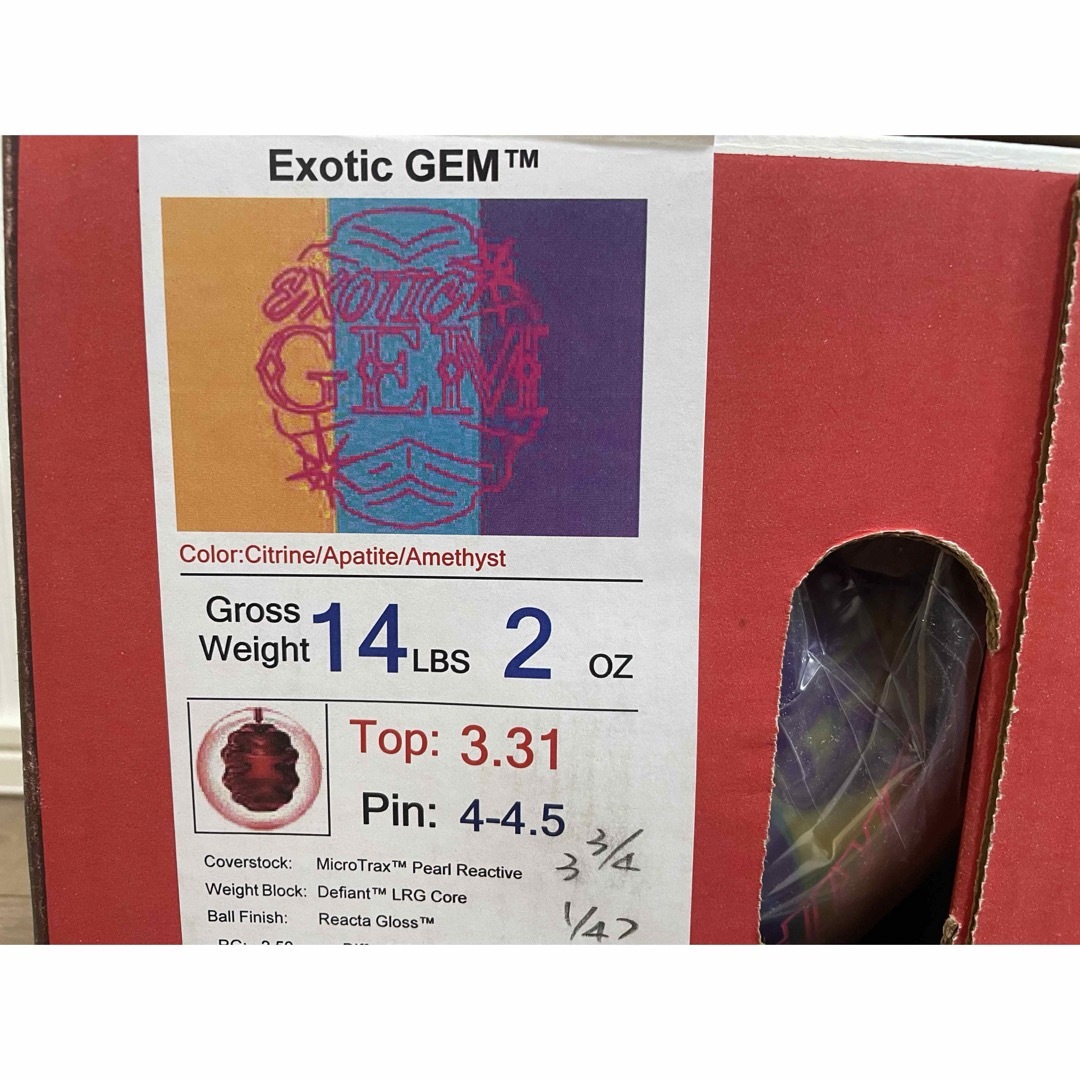 Exotic GEM™
EXOTIC
GEM
Color:Citrine/Apatite/Amethyst
Gross Weight 14 LBS 2 OZ
Top: 3.31
Pin: 4-4.5
3 3/4
Coverstock: MicroTrax™ Pearl Reactive
Weight Block: Defiant™ LRG Core
Ball Finish: Reacta Gloss™
1/47